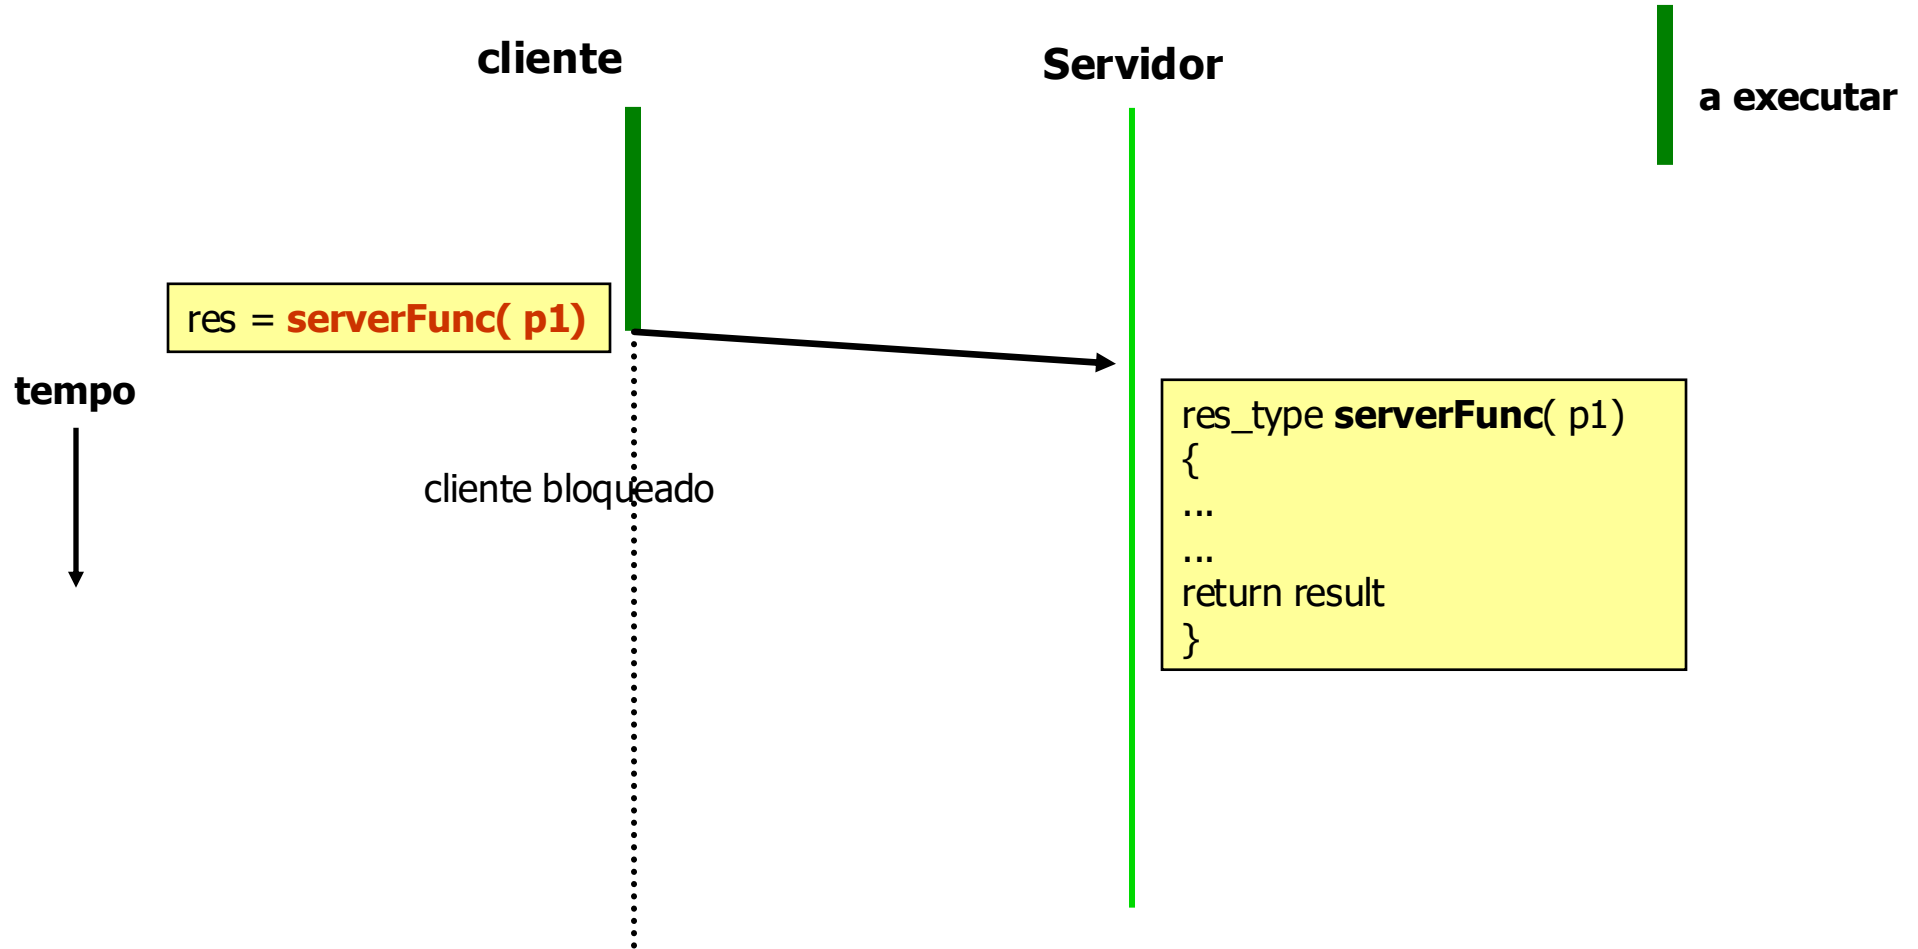 cliente
Servidor
a executar
res = serverFunc( p1)
tempo
cliente bloqueado
res_type serverFunc( p1)
{
...
...
return result
}